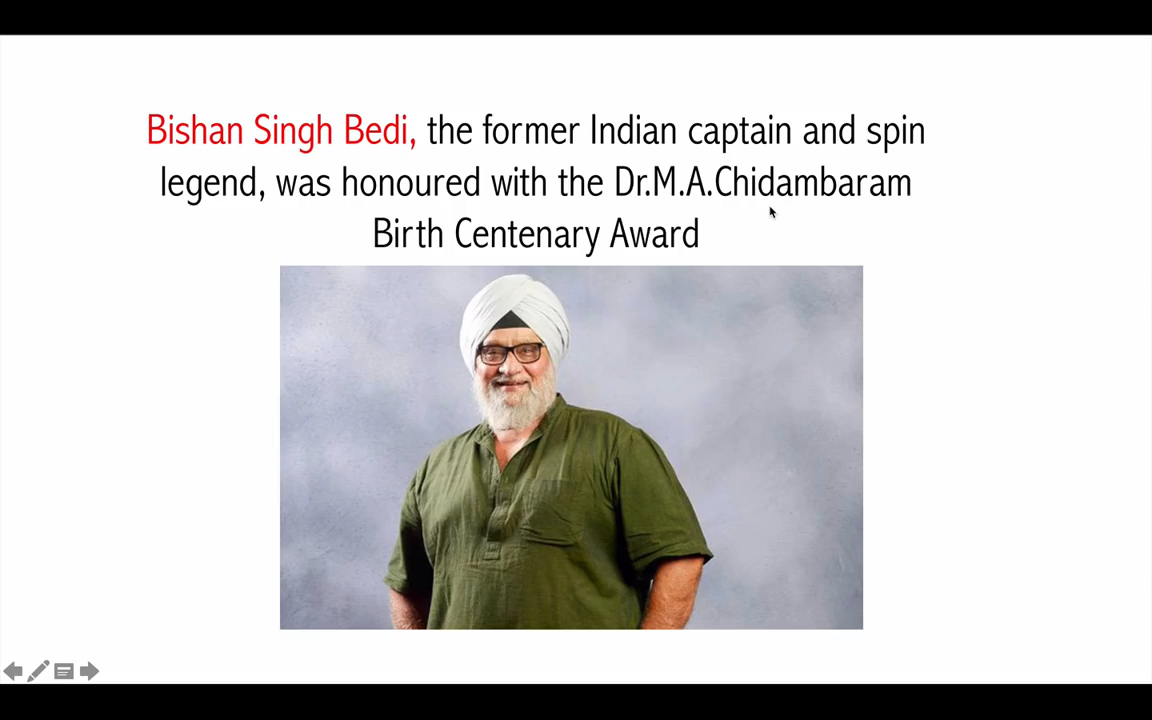 Bishan Singh Bedi, the former Indian captain and spin
legend, was honoured with the Dr.M.A.Chidambaram
Birth Centenary Award